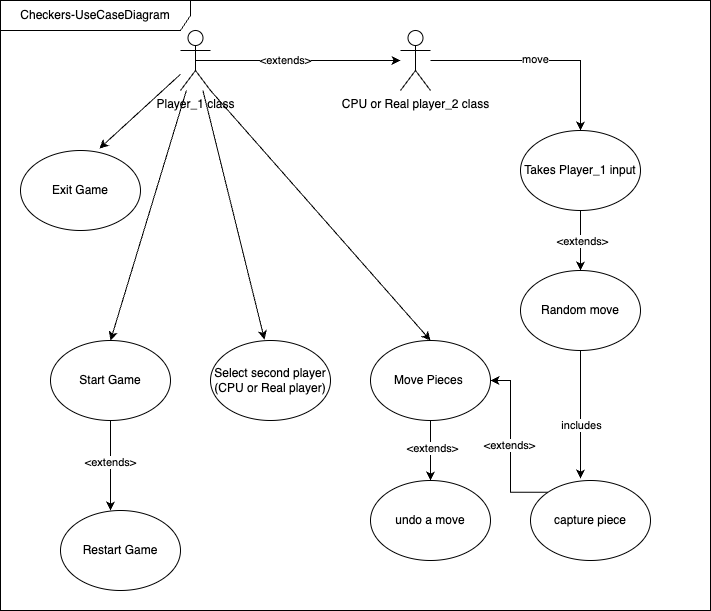 Checkers-UseCaseDiagram
<extends>
move
Player_1 class
CPU or Real player_2 class
Exit Game
Takes Player_1 input
<extends>
Random move
Start Game
Select second player
(CPU or Real player)
Move Pieces
includes
<extends>
<extends>
<extends>
undo a move
capture piece
Restart Game